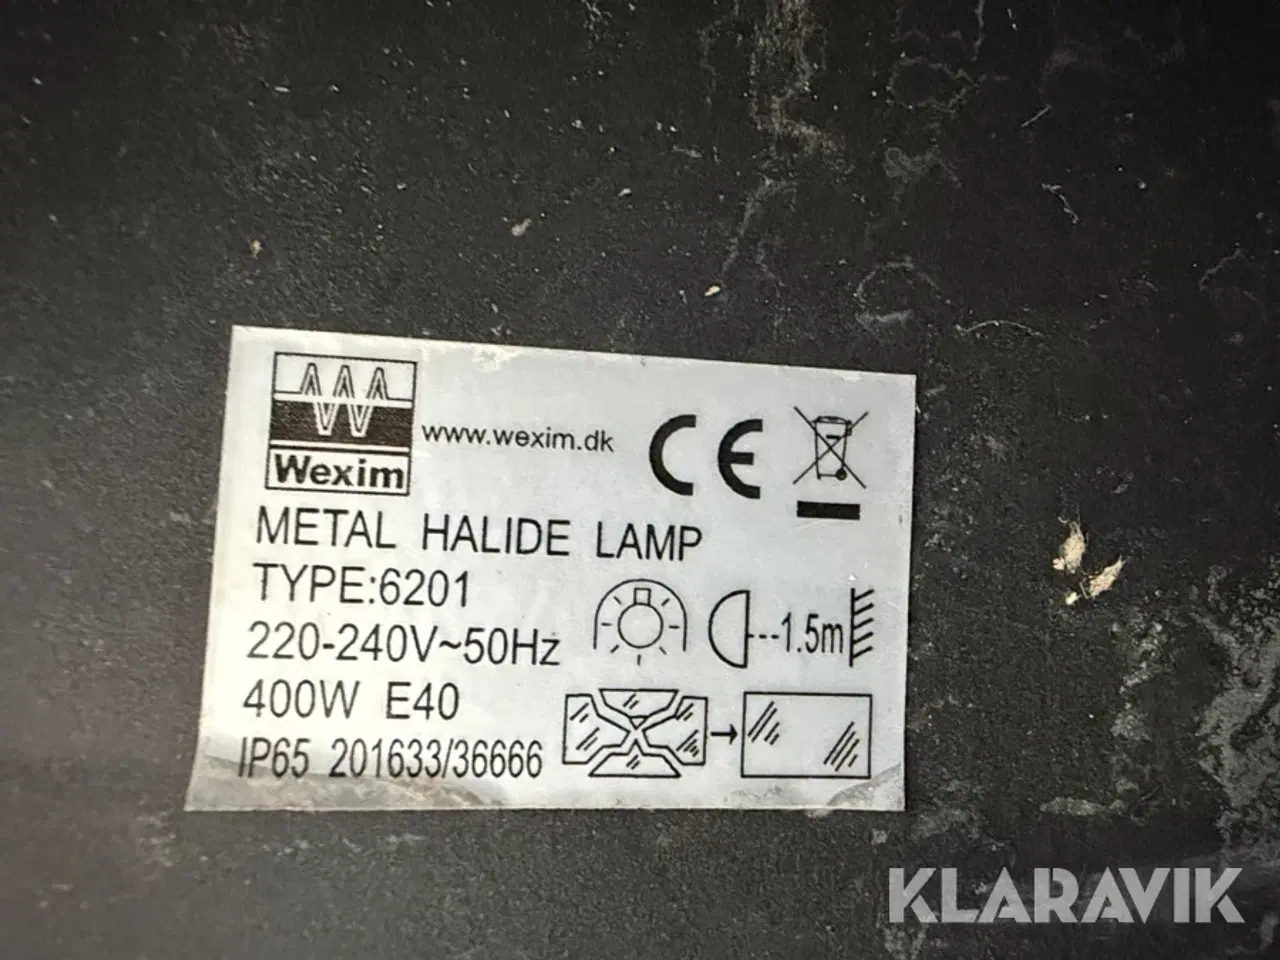 Wexim
www.wexim.dk
CE
METAL HALIDE LAMP
TYPE:6201
220-240V~50Hz
---1.5m
400W E40
IP65 201633/36666
KLARAVIK